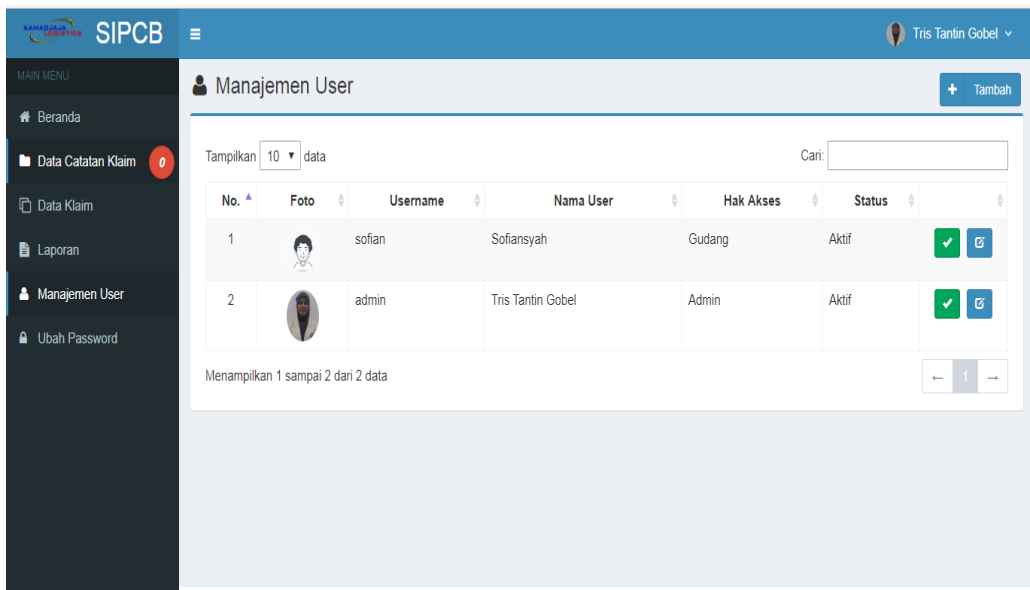 KAMADJAJA LOGISTICS SIPCB
Tris Tantin Gobel
MAIN MENU
Beranda
Data Catatan Klaim 0
Data Klaim
Laporan
Manajemen User
Ubah Password
Manajemen User
Tambah
Tampilkan 10 data
Cari:
No. Foto Username Nama User Hak Akses Status
1 sofian Sofiansyah Gudang Aktif
2 admin Tris Tantin Gobel Admin Aktif
Menampilkan 1 sampai 2 dari 2 data
← 1 →